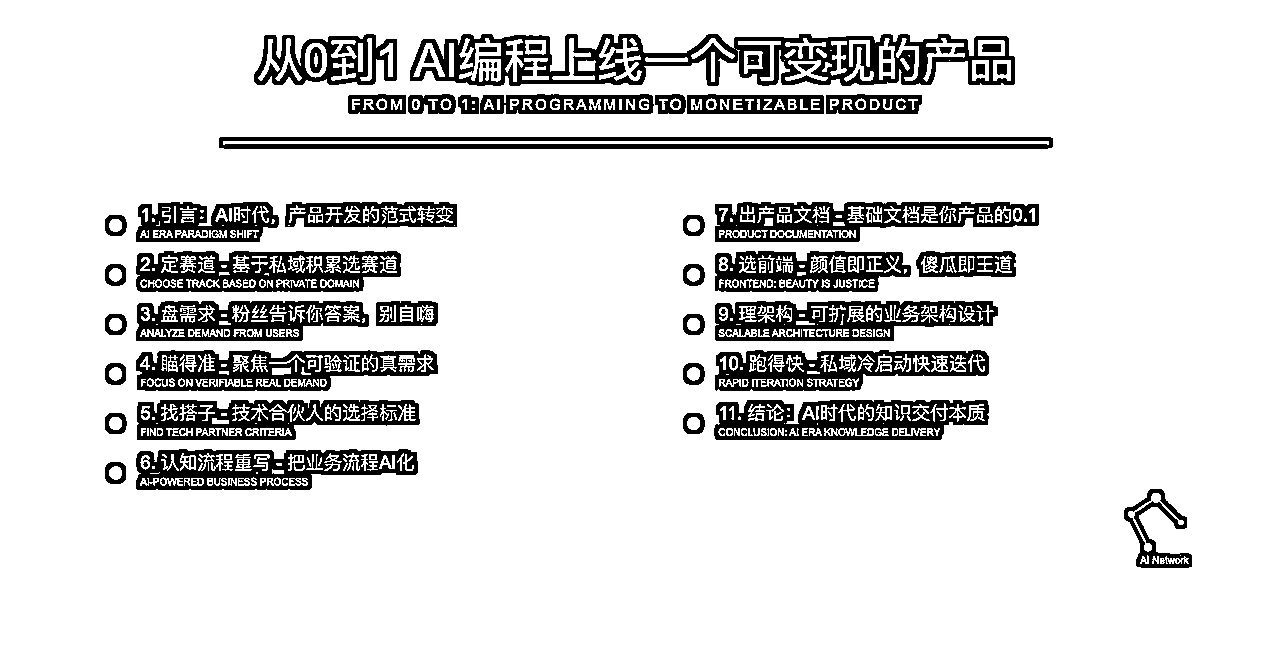 从0到1 AI编程上线一个可变现的产品
FROM 0 TO 1: AI PROGRAMMING TO MONETIZABLE PRODUCT
1. 引言：AI时代，产品开发的范式转变
AI ERA PARADIGM SHIFT
2. 定赛道 - 基于私域积累选赛道
CHOOSE TRACK BASED ON PRIVATE DOMAIN
3. 盘需求 - 粉丝告诉你答案，别自嗨
ANALYZE DEMAND FROM USERS
4. 瞄得准 - 聚焦一个可验证的真需求
FOCUS ON VERIFIABLE REAL DEMAND
5. 找搭子 - 技术合伙人的选择标准
FIND TECH PARTNER CRITERIA
6. 认知流程重写 - 把业务流程AI化
AI-POWERED BUSINESS PROCESS
7. 出产品文档 - 基础文档是你产品的0.1
PRODUCT DOCUMENTATION
8. 选前端 - 颜值即正义，傻瓜即王道
FRONTEND: BEAUTY IS JUSTICE
9. 理架构 - 可扩展的业务架构设计
SCALABLE ARCHITECTURE DESIGN
10. 跑得快 - 私域冷启动快速迭代
RAPID ITERATION STRATEGY
11. 结论：AI时代的知识交付本质
CONCLUSION: AI ERA KNOWLEDGE DELIVERY
AI Network